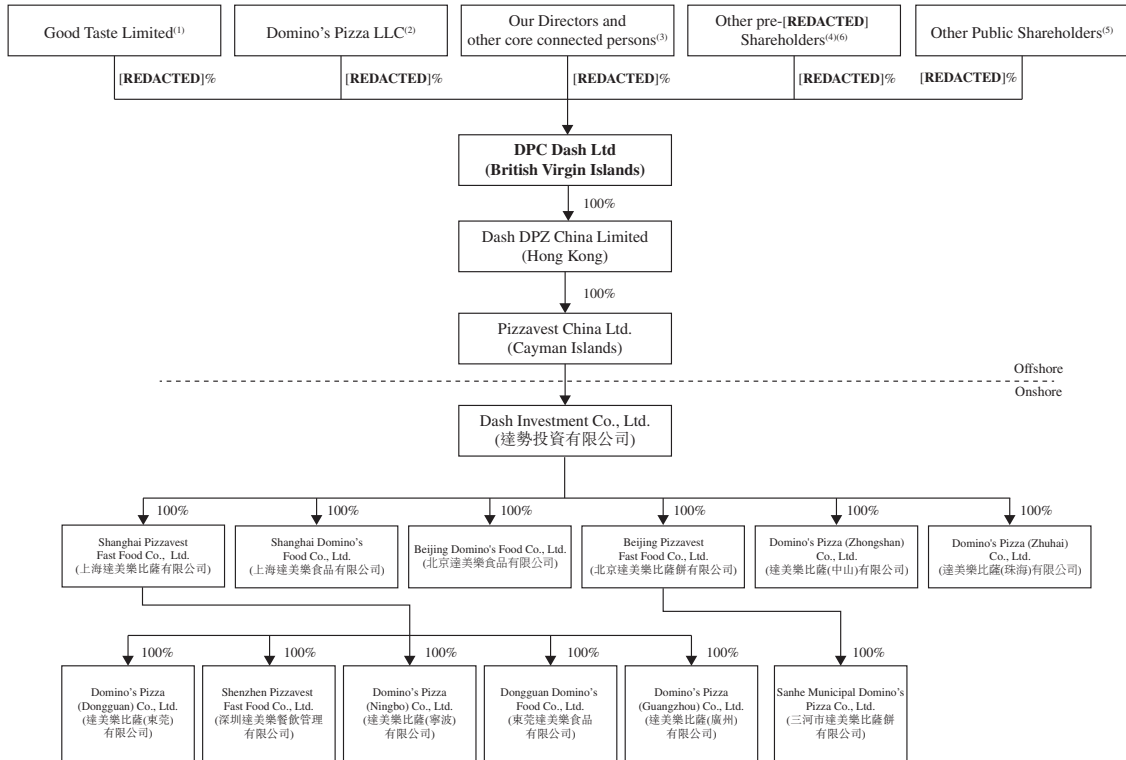 Good Taste Limited(1)
Domino's Pizza LLC(2)
Our Directors and
other core connected persons(3)
Other pre-[REDACTED]
Shareholders(4)(6)
Other Public Shareholders(5)
[REDACTED]%
[REDACTED]%
[REDACTED]%
[REDACTED]%
[REDACTED]%
DPC Dash Ltd
(British Virgin Islands)
100%
Dash DPZ China Limited
(Hong Kong)
100%
Pizzavest China Ltd.
(Cayman Islands)
Offshore
Onshore
Dash Investment Co., Ltd.
(達勢投資有限公司)
100%
100%
100%
100%
100%
100%
Shanghai Pizzavest
Fast Food Co., Ltd.
(上海達美樂比薩有限公司)
Shanghai Domino's
Food Co., Ltd.
(上海達美樂食品有限公司)
Beijing Domino's Food Co., Ltd.
(北京達美樂食品有限公司)
Beijing Pizzavest
Fast Food Co., Ltd.
(北京達美樂比薩餅有限公司)
Domino's Pizza (Zhongshan)
Co., Ltd.
(達美樂比薩(中山)有限公司)
Domino's Pizza (Zhuhai)
Co., Ltd.
(達美樂比薩(珠海)有限公司)
100%
100%
100%
100%
100%
100%
Domino's Pizza
(Dongguan) Co., Ltd.
(達美樂比薩(東莞)
有限公司)
Shenzhen Pizzavest
Fast Food Co., Ltd.
(深圳達美樂餐飲管理
有限公司)
Domino's Pizza
(Ningbo) Co., Ltd.
(達美樂比薩(寧波)
有限公司)
Dongguan Domino's
Food Co., Ltd.
(東莞達美樂食品
有限公司)
Domino's Pizza
(Guangzhou) Co., Ltd.
(達美樂比薩(廣州)
有限公司)
Sanhe Municipal Domino's
Pizza Co., Ltd.
(三河市達美樂比薩餅
有限公司)